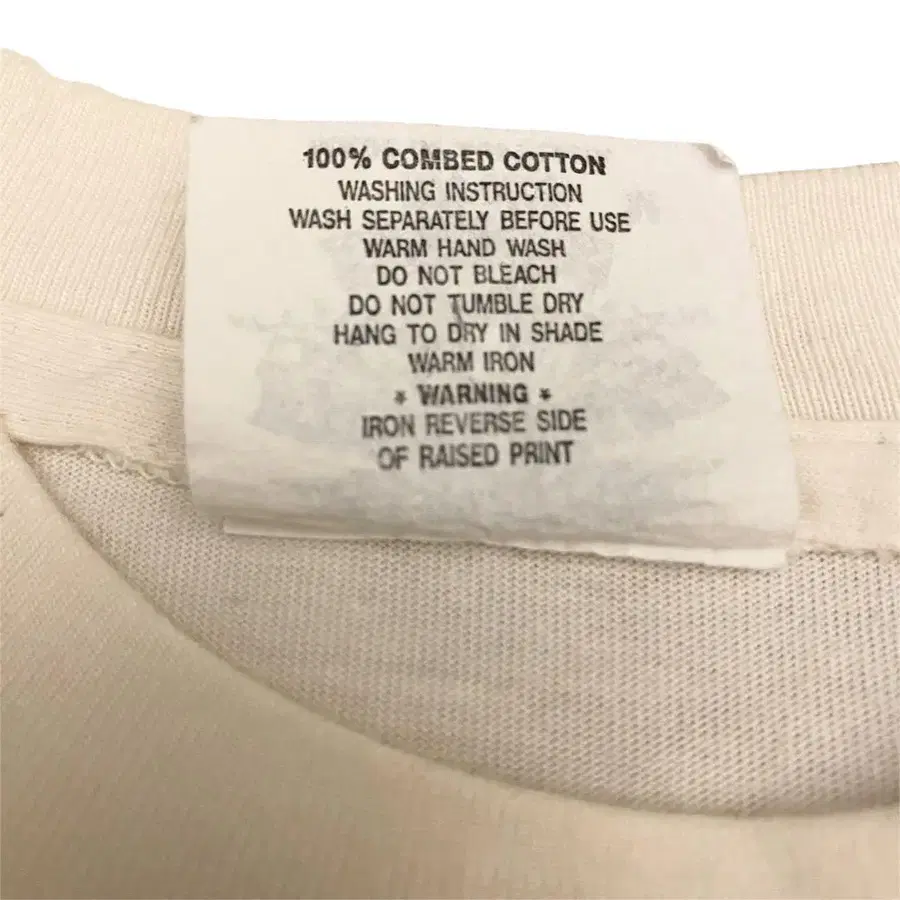 100% COMBED COTTON
WASHING INSTRUCTION
WASH SEPARATELY BEFORE USE
WARM HAND WASH
DO NOT BLEACH
DO NOT TUMBLE DRY
HANG TO DRY IN SHADE
WARM IRON
* WARNING *
IRON REVERSE SIDE
OF RAISED PRINT